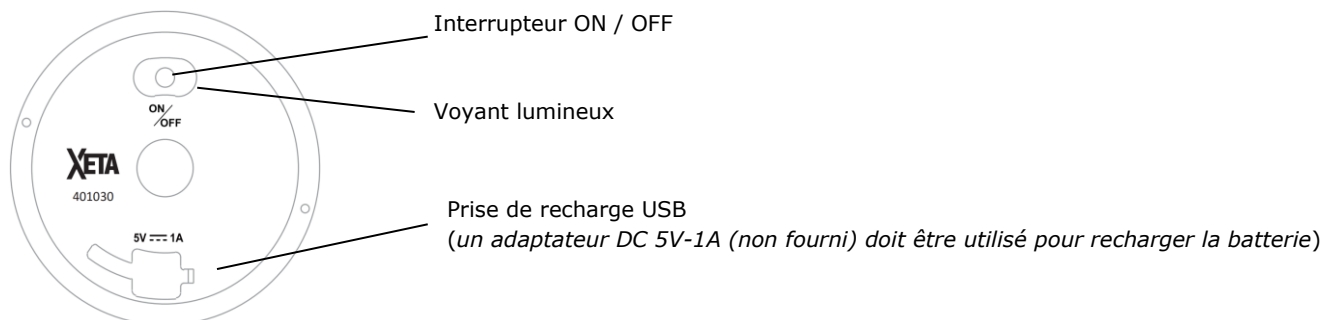 Interrupteur ON / OFF
Voyant lumineux
ON/
OFF
XETA
401030
Prise de recharge USB
(un adaptateur DC 5V-1A (non fourni) doit être utilisé pour recharger la batterie)
5V 1A